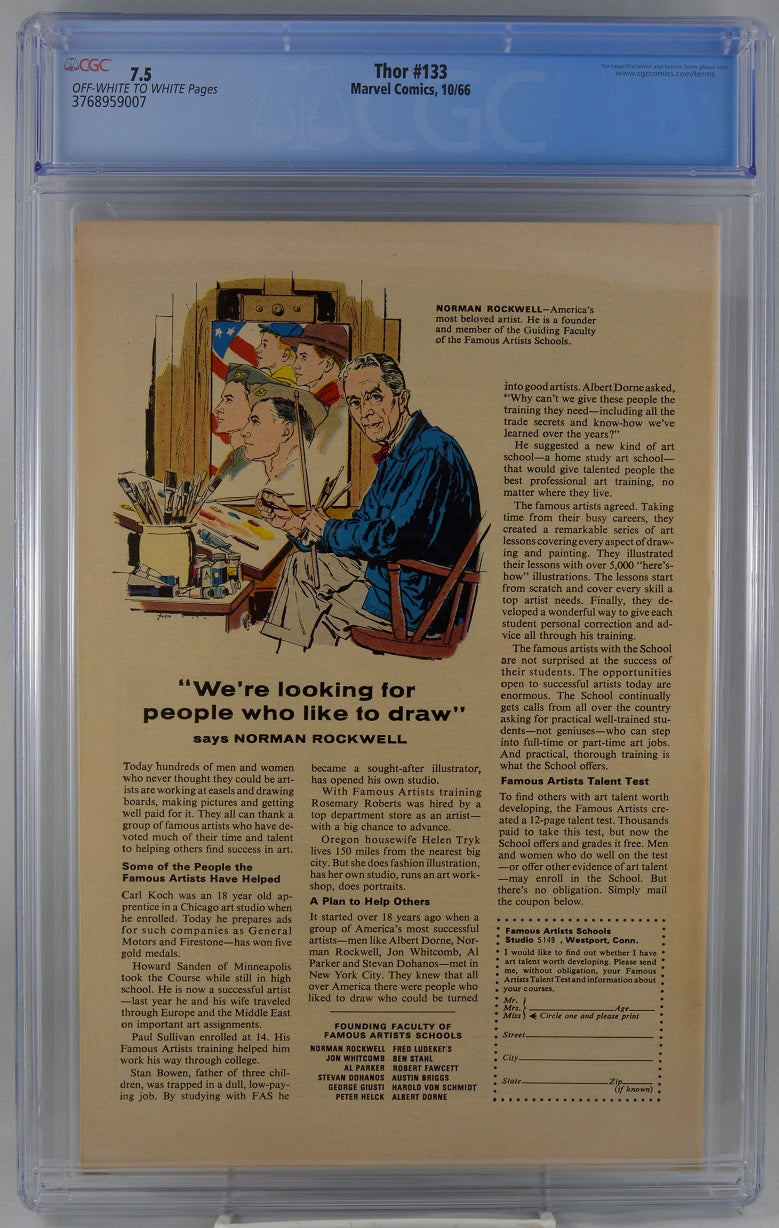 CGC
7.5
OFF-WHITE TO WHITE Pages
3768959007
Thor #133
Marvel Comics, 10/66
For Legal Disclaimer and Service Terms please visit:
www.cgccomics.com/terms
CGC
NORMAN ROCKWELL—America's
most beloved artist. He is a founder
and member of the Guiding Faculty
of the Famous Artists Schools.
"We're looking for
people who like to draw"
says NORMAN ROCKWELL
Today hundreds of men and women
who never thought they could be art-
ists are working at easels and drawing
boards, making pictures and getting
well paid for it. They all can thank a
group of famous artists who have de-
voted much of their time and talent
to helping others find success in art.
Some of the People the
Famous Artists Have Helped
Carl Koch was an 18 year old ap-
prentice in a Chicago art studio when
he enrolled. Today he prepares ads
for such companies as General
Motors and Firestone—has won five
gold medals.
Howard Sanden of Minneapolis
took the Course while still in high
school. He is now a successful artist
—last year he and his wife traveled
through Europe and the Middle East
on important art assignments.
Paul Sullivan enrolled at 14. His
Famous Artists training helped him
work his way through college.
Stan Bowen, father of three chil-
dren, was trapped in a dull, low-pay-
ing job. By studying with FAS he
became a sought-after illustrator,
has opened his own studio.
With Famous Artists training
Rosemary Roberts was hired by a
top department store as an artist—
with a big chance to advance.
Oregon housewife Helen Tryk
lives 150 miles from the nearest big
city. But she does fashion illustration,
has her own studio, runs an art work-
shop, does portraits.
A Plan to Help Others
It started over 18 years ago when a
group of America's most successful
artists—men like Albert Dorne, Nor-
man Rockwell, Jon Whitcomb, Al
Parker and Stevan Dohanos—met in
New York City. They knew that all
over America there were people who
liked to draw who could be turned
FOUNDING FACULTY OF
FAMOUS ARTISTS SCHOOLS
NORMAN ROCKWELL FRED LUDEKENS
JON WHITCOMB BEN STAHL
AL PARKER ROBERT FAWCETT
STEVAN DOHANOS AUSTIN BRIGGS
GEORGE GIUSTI HAROLD VON SCHMIDT
PETER HELCK ALBERT DORNE
into good artists. Albert Dorne asked,
"Why can't we give these people the
training they need—including all the
trade secrets and know-how we've
learned over the years?"
He suggested a new kind of art
school—a home study art school—
that would give talented people the
best professional art training, no
matter where they live.
The famous artists agreed. Taking
time from their busy careers, they
created a remarkable series of art
lessons covering every aspect of draw-
ing and painting. They illustrated
their lessons with over 5,000 "here's-
how" illustrations. The lessons start
from scratch and cover every skill a
top artist needs. Finally, they de-
veloped a wonderful way to give each
student personal correction and ad-
vice all through his training.
The famous artists with the School
are not surprised at the success of
their students. The opportunities
open to successful artists today are
enormous. The School continually
gets calls from all over the country
asking for practical well-trained stu-
dents—not geniuses—who can step
into full-time or part-time art jobs.
And practical, thorough training is
what the School offers.
Famous Artists Talent Test
To find others with art talent worth
developing, the Famous Artists cre-
ated a 12-page talent test. Thousands
paid to take this test, but now the
School offers and grades it free. Men
and women who do well on the test
—or offer other evidence of art talent
—may enroll in the School. But
there's no obligation. Simply mail
the coupon below.
Famous Artists Schools
Studio 5149 , Westport, Conn.
I would like to find out whether I have
art talent worth developing. Please send
me, without obligation, your Famous
Artists Talent Test and information about
your courses.
Mr.
Mrs. Age
Miss Circle one and please print
Street
City
State Zip
(if known)